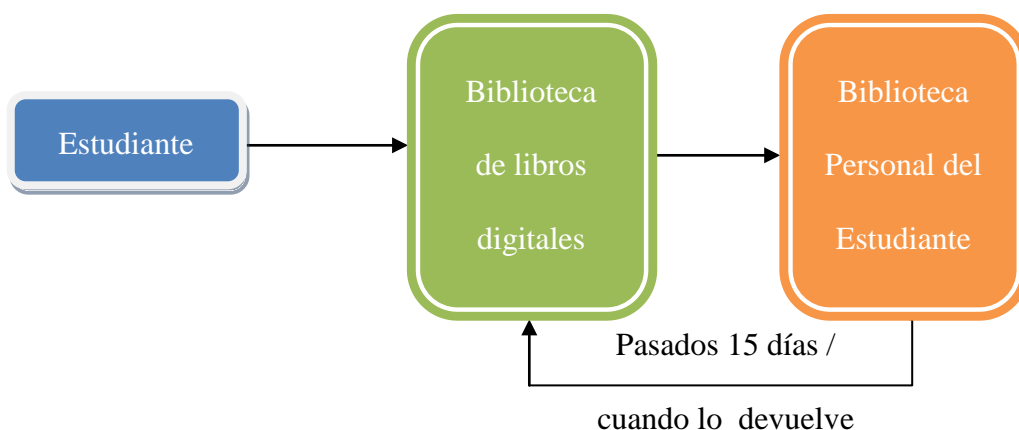 Estudiante
Biblioteca
de libros
digitales
Biblioteca
Personal del
Estudiante
Pasados 15 días /
cuando lo devuelve